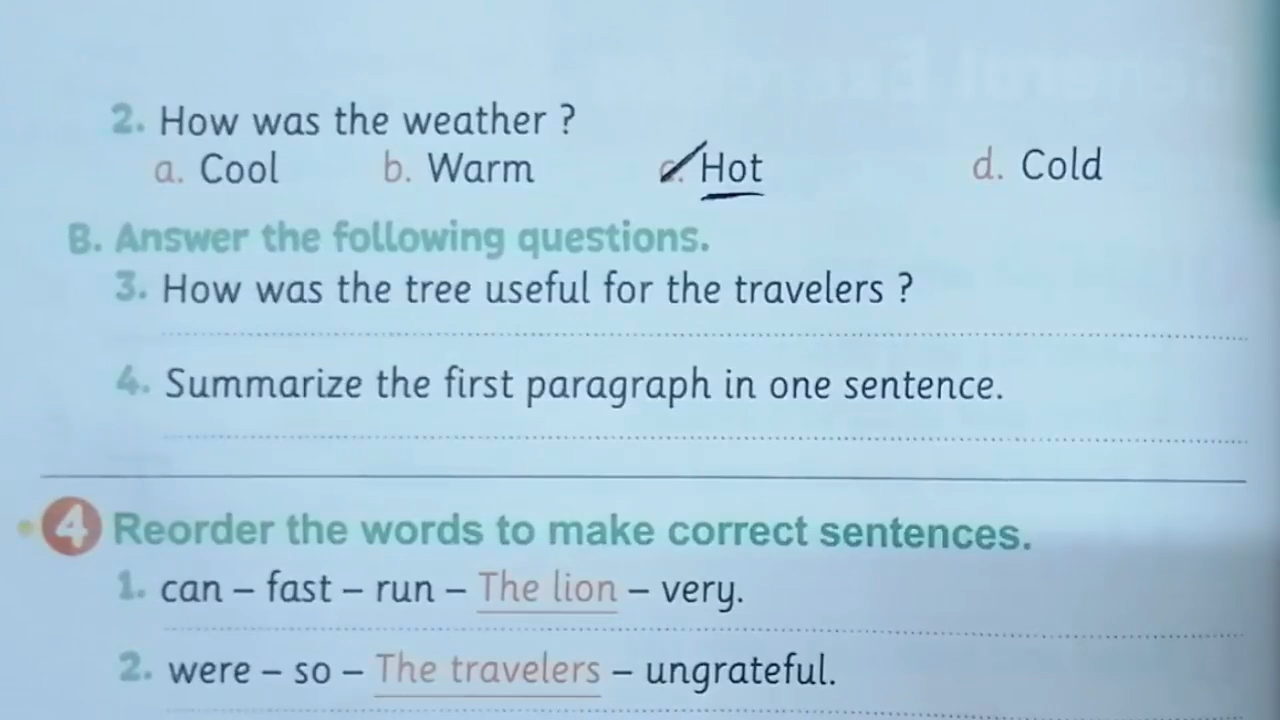 2. How was the weather ?
a. Cool b. Warm c. Hot d. Cold
B. Answer the following questions.
3. How was the tree useful for the travelers ?
4. Summarize the first paragraph in one sentence.
4 Reorder the words to make correct sentences.
1. can – fast – run – The lion – very.
2. were – so – The travelers – ungrateful.